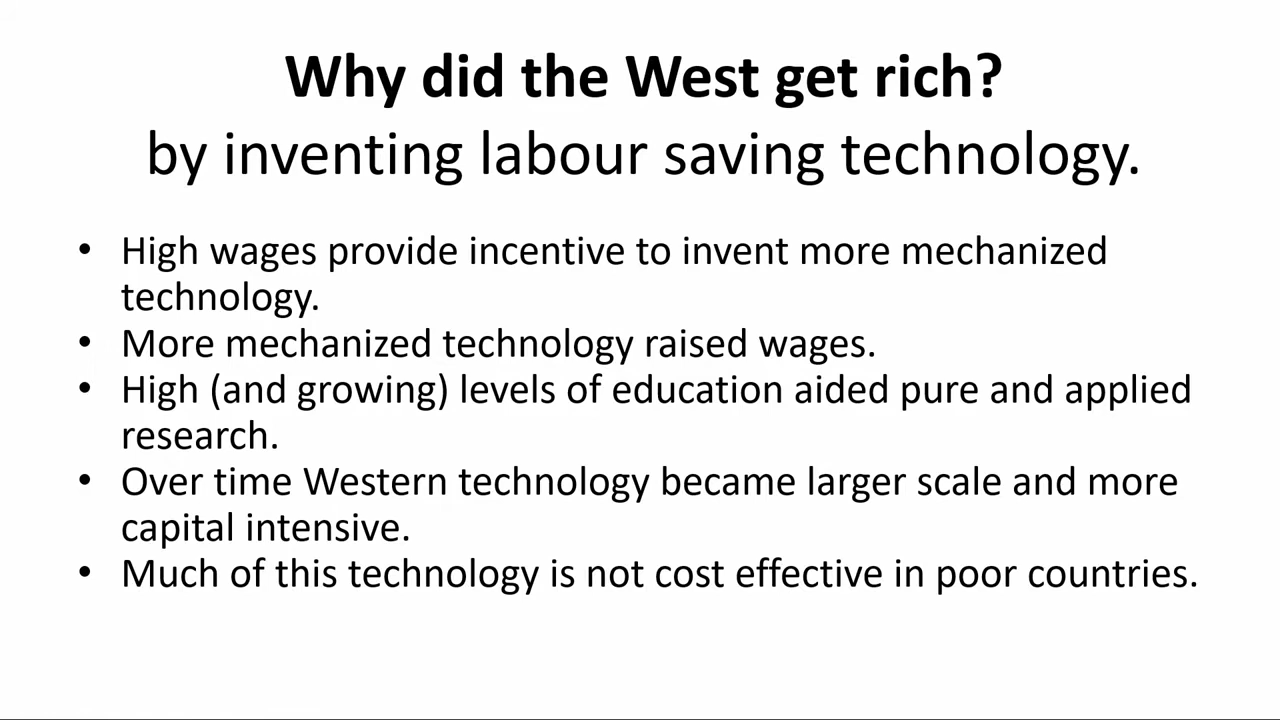 Why did the West get rich?
by inventing labour saving technology.
• High wages provide incentive to invent more mechanized
technology.
• More mechanized technology raised wages.
• High (and growing) levels of education aided pure and applied
research.
• Over time Western technology became larger scale and more
capital intensive.
• Much of this technology is not cost effective in poor countries.